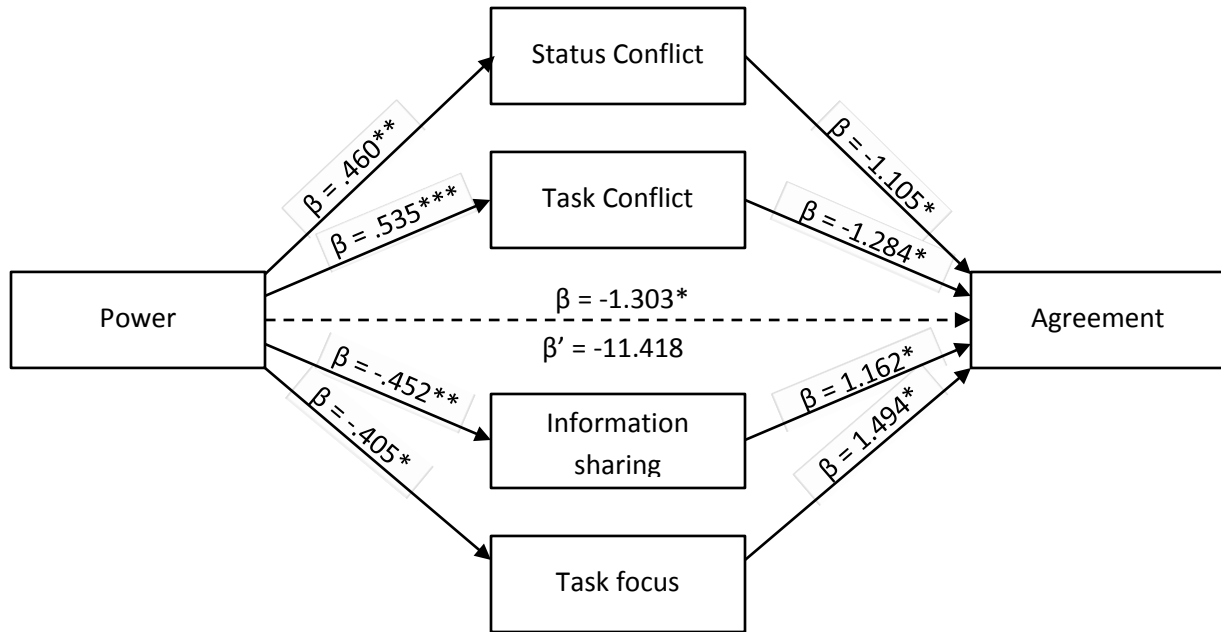 Status Conflict
β = .460**
β = -1.105*
Task Conflict
β = .535***
β = -1.284*
Power
β = -1.303*
β’ = -11.418
Agreement
β = -.452**
β = 1.162*
Information
sharing
β = -.405*
β = 1.494*
Task focus